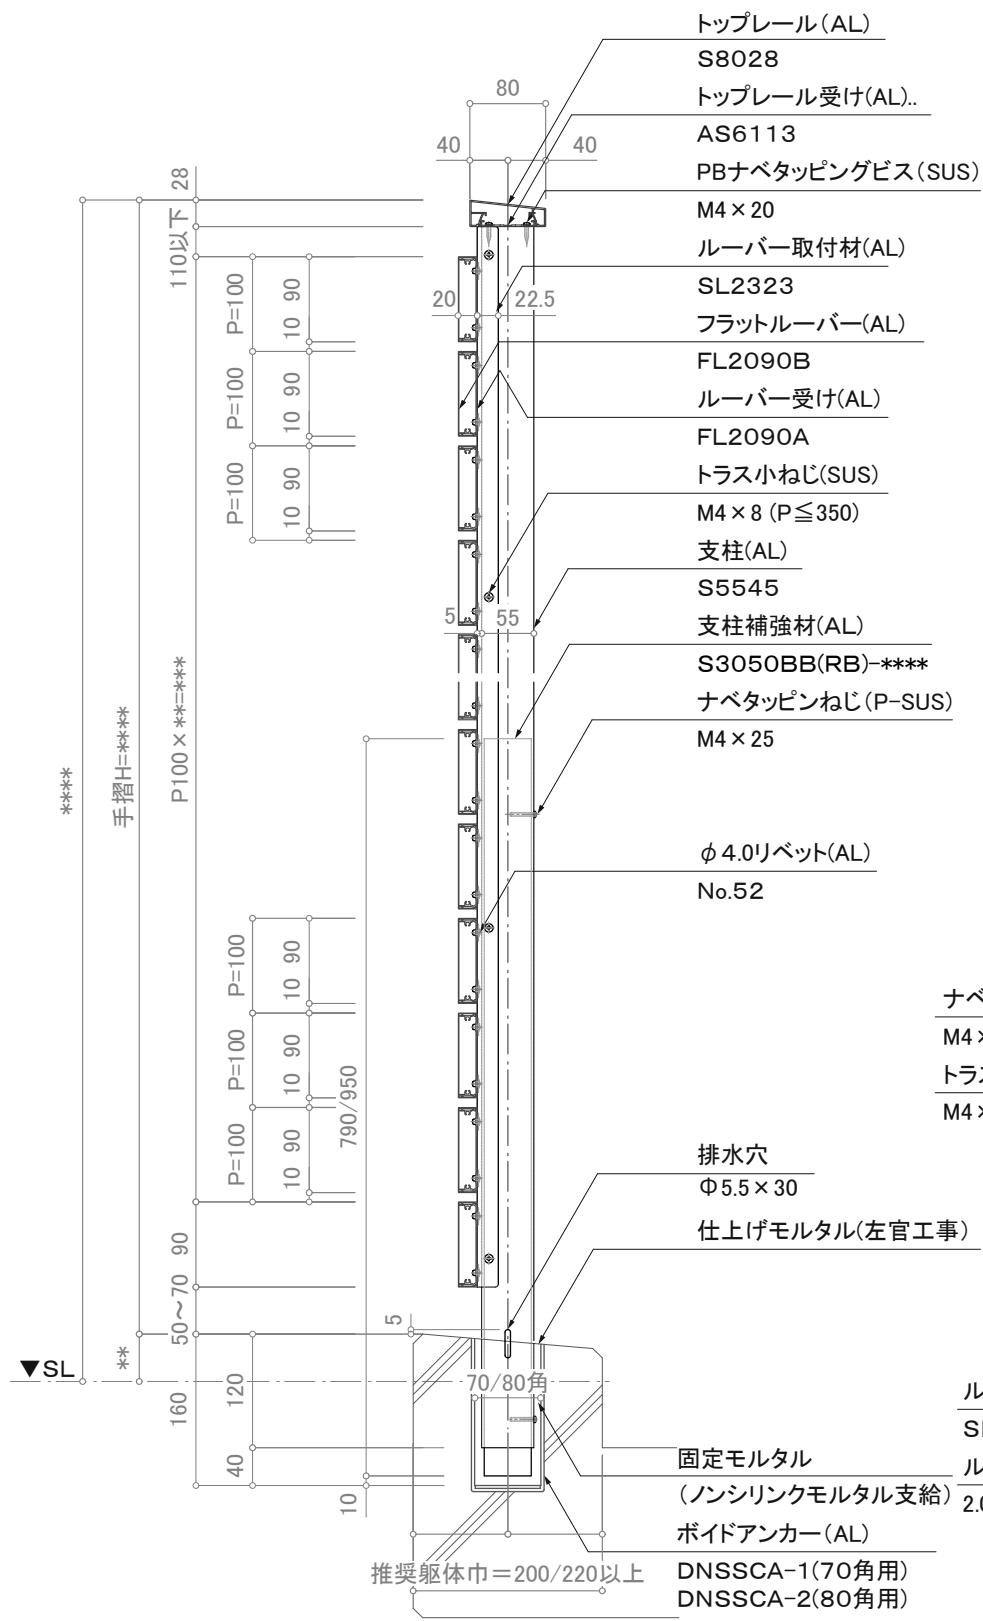 トップレール(AL)
S8028
トップレール受け(AL)..
AS6113
PBナベタッピングビス(SUS)
M4×20
ルーバー取付材(AL)
SL2323
フラットルーバー(AL)
FL2090B
ルーバー受け(AL)
FL2090A
トラス小ねじ(SUS)
M4×8 (P≦350)
支柱(AL)
S5545
支柱補強材(AL)
S3050BB(RB)-****
ナベタッピンねじ(P-SUS)
M4×25
φ4.0リベット(AL)
No.52
ナベ
M4×
トラス
M4×
排水穴
Φ5.5×30
仕上げモルタル(左官工事)
ル
固定モルタル
ル
(ノンシリンクモルタル支給)
2.0
ボイドアンカー(AL)
DNSSCA-1(70角用)
DNSSCA-2(80角用)
80
40
40
28
110以下
P=100
10 90
P=100
10 90
P=100
10 90
20
22.5
5
55
****
手摺H=****
P100×**=****
790/950
P=100
10 90
P=100
10 90
P=100
10 90
90
50～70
5
▼SL
**
160
120
40
10
70/80角
推奨躯体巾=200/220以上